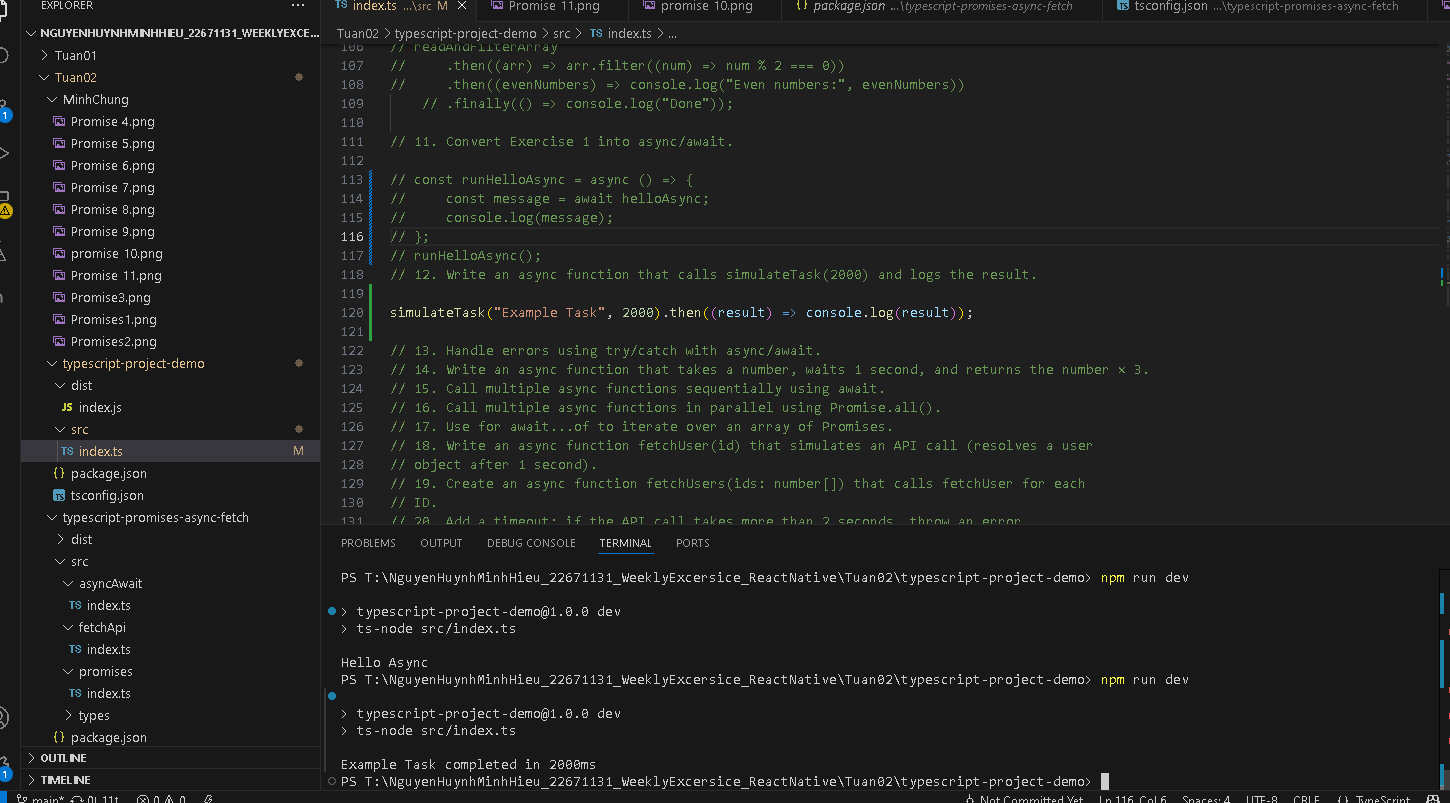 EXPLORER
NGUYENHUYNHMINHHIEU_22671131_WEEKLYEXCE...
Tuan01
Tuan02
MinhChung
Promise 4.png
Promise 5.png
Promise 6.png
Promise 7.png
Promise 8.png
Promise 9.png
promise 10.png
Promise 11.png
Promise3.png
Promises1.png
Promises2.png
typescript-project-demo
dist
JS index.js
src
TS index.ts M
{} package.json
TS tsconfig.json
typescript-promises-async-fetch
dist
src
asyncAwait
TS index.ts
fetchApi
TS index.ts
promises
TS index.ts
types
{} package.json
OUTLINE
TIMELINE
TS index.ts ...\src M
Promise 11.png
promise 10.png
{} package.json ...\typescript-promises-async-fetch
TS tsconfig.json ...\typescript-promises-async-fetch
Tuan02 > typescript-project-demo > src > TS index.ts > ...
106 // readAndFilterArray
107 //     .then((arr) => arr.filter((num) => num % 2 === 0))
108 //     .then((evenNumbers) => console.log("Even numbers:", evenNumbers))
109     // .finally(() => console.log("Done"));
110
111 // 11. Convert Exercise 1 into async/await.
112
113 // const runHelloAsync = async () => {
114 //     const message = await helloAsync;
115 //     console.log(message);
116 // };
117 // runHelloAsync();
118 // 12. Write an async function that calls simulateTask(2000) and logs the result.
119
120 simulateTask("Example Task", 2000).then((result) => console.log(result));
121
122 // 13. Handle errors using try/catch with async/await.
123 // 14. Write an async function that takes a number, waits 1 second, and returns the number × 3.
124 // 15. Call multiple async functions sequentially using await.
125 // 16. Call multiple async functions in parallel using Promise.all().
126 // 17. Use for await...of to iterate over an array of Promises.
127 // 18. Write an async function fetchUser(id) that simulates an API call (resolves a user
128 // object after 1 second).
129 // 19. Create an async function fetchUsers(ids: number[]) that calls fetchUser for each
130 // ID.
131 // 20. Add a timeout: if the API call takes more than 2 seconds, throw an error
PROBLEMS OUTPUT DEBUG CONSOLE TERMINAL PORTS
PS T:\NguyenHuynhMinhHieu_22671131_WeeklyExcersice_ReactNative\Tuan02\typescript-project-demo> npm run dev
> typescript-project-demo@1.0.0 dev
> ts-node src/index.ts
Hello Async
PS T:\NguyenHuynhMinhHieu_22671131_WeeklyExcersice_ReactNative\Tuan02\typescript-project-demo> npm run dev
> typescript-project-demo@1.0.0 dev
> ts-node src/index.ts
Example Task completed in 2000ms
PS T:\NguyenHuynhMinhHieu_22671131_WeeklyExcersice_ReactNative\Tuan02\typescript-project-demo>
1
1
main* 0↓ 11↑ 0 0
Not Committed Yet Ln 116, Col 6 Spaces: 4 UTF-8 CRLF {} TypeScript